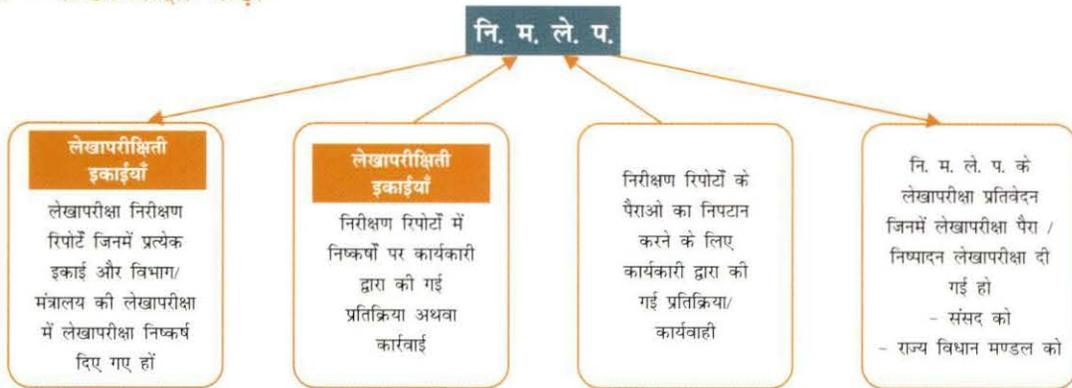 नि. म. ले. प.
लेखापरीक्षिती
इकाईयाँ
लेखापरीक्षा निरीक्षण
रिपोर्टें जिनमें प्रत्येक
इकाई और विभाग/
मंत्रालय की लेखापरीक्षा
में लेखापरीक्षा निष्कर्ष
दिए गए हों
लेखापरीक्षिती
इकाईयाँ
निरीक्षण रिपोर्टों में
निष्कर्षों पर कार्यकारी
द्वारा की गई
प्रतिक्रिया अथवा
कार्रवाई
निरीक्षण रिपोर्टों के
पैराओ का निपटान
करने के लिए
कार्यकारी द्वारा की
गई प्रतिक्रिया/
कार्यवाही
नि. म. ले. प. के
लेखापरीक्षा प्रतिवेदन
जिनमें लेखापरीक्षा पैरा /
निष्पादन लेखापरीक्षा दी
गई हो
- संसद को
- राज्य विधान मण्डल को